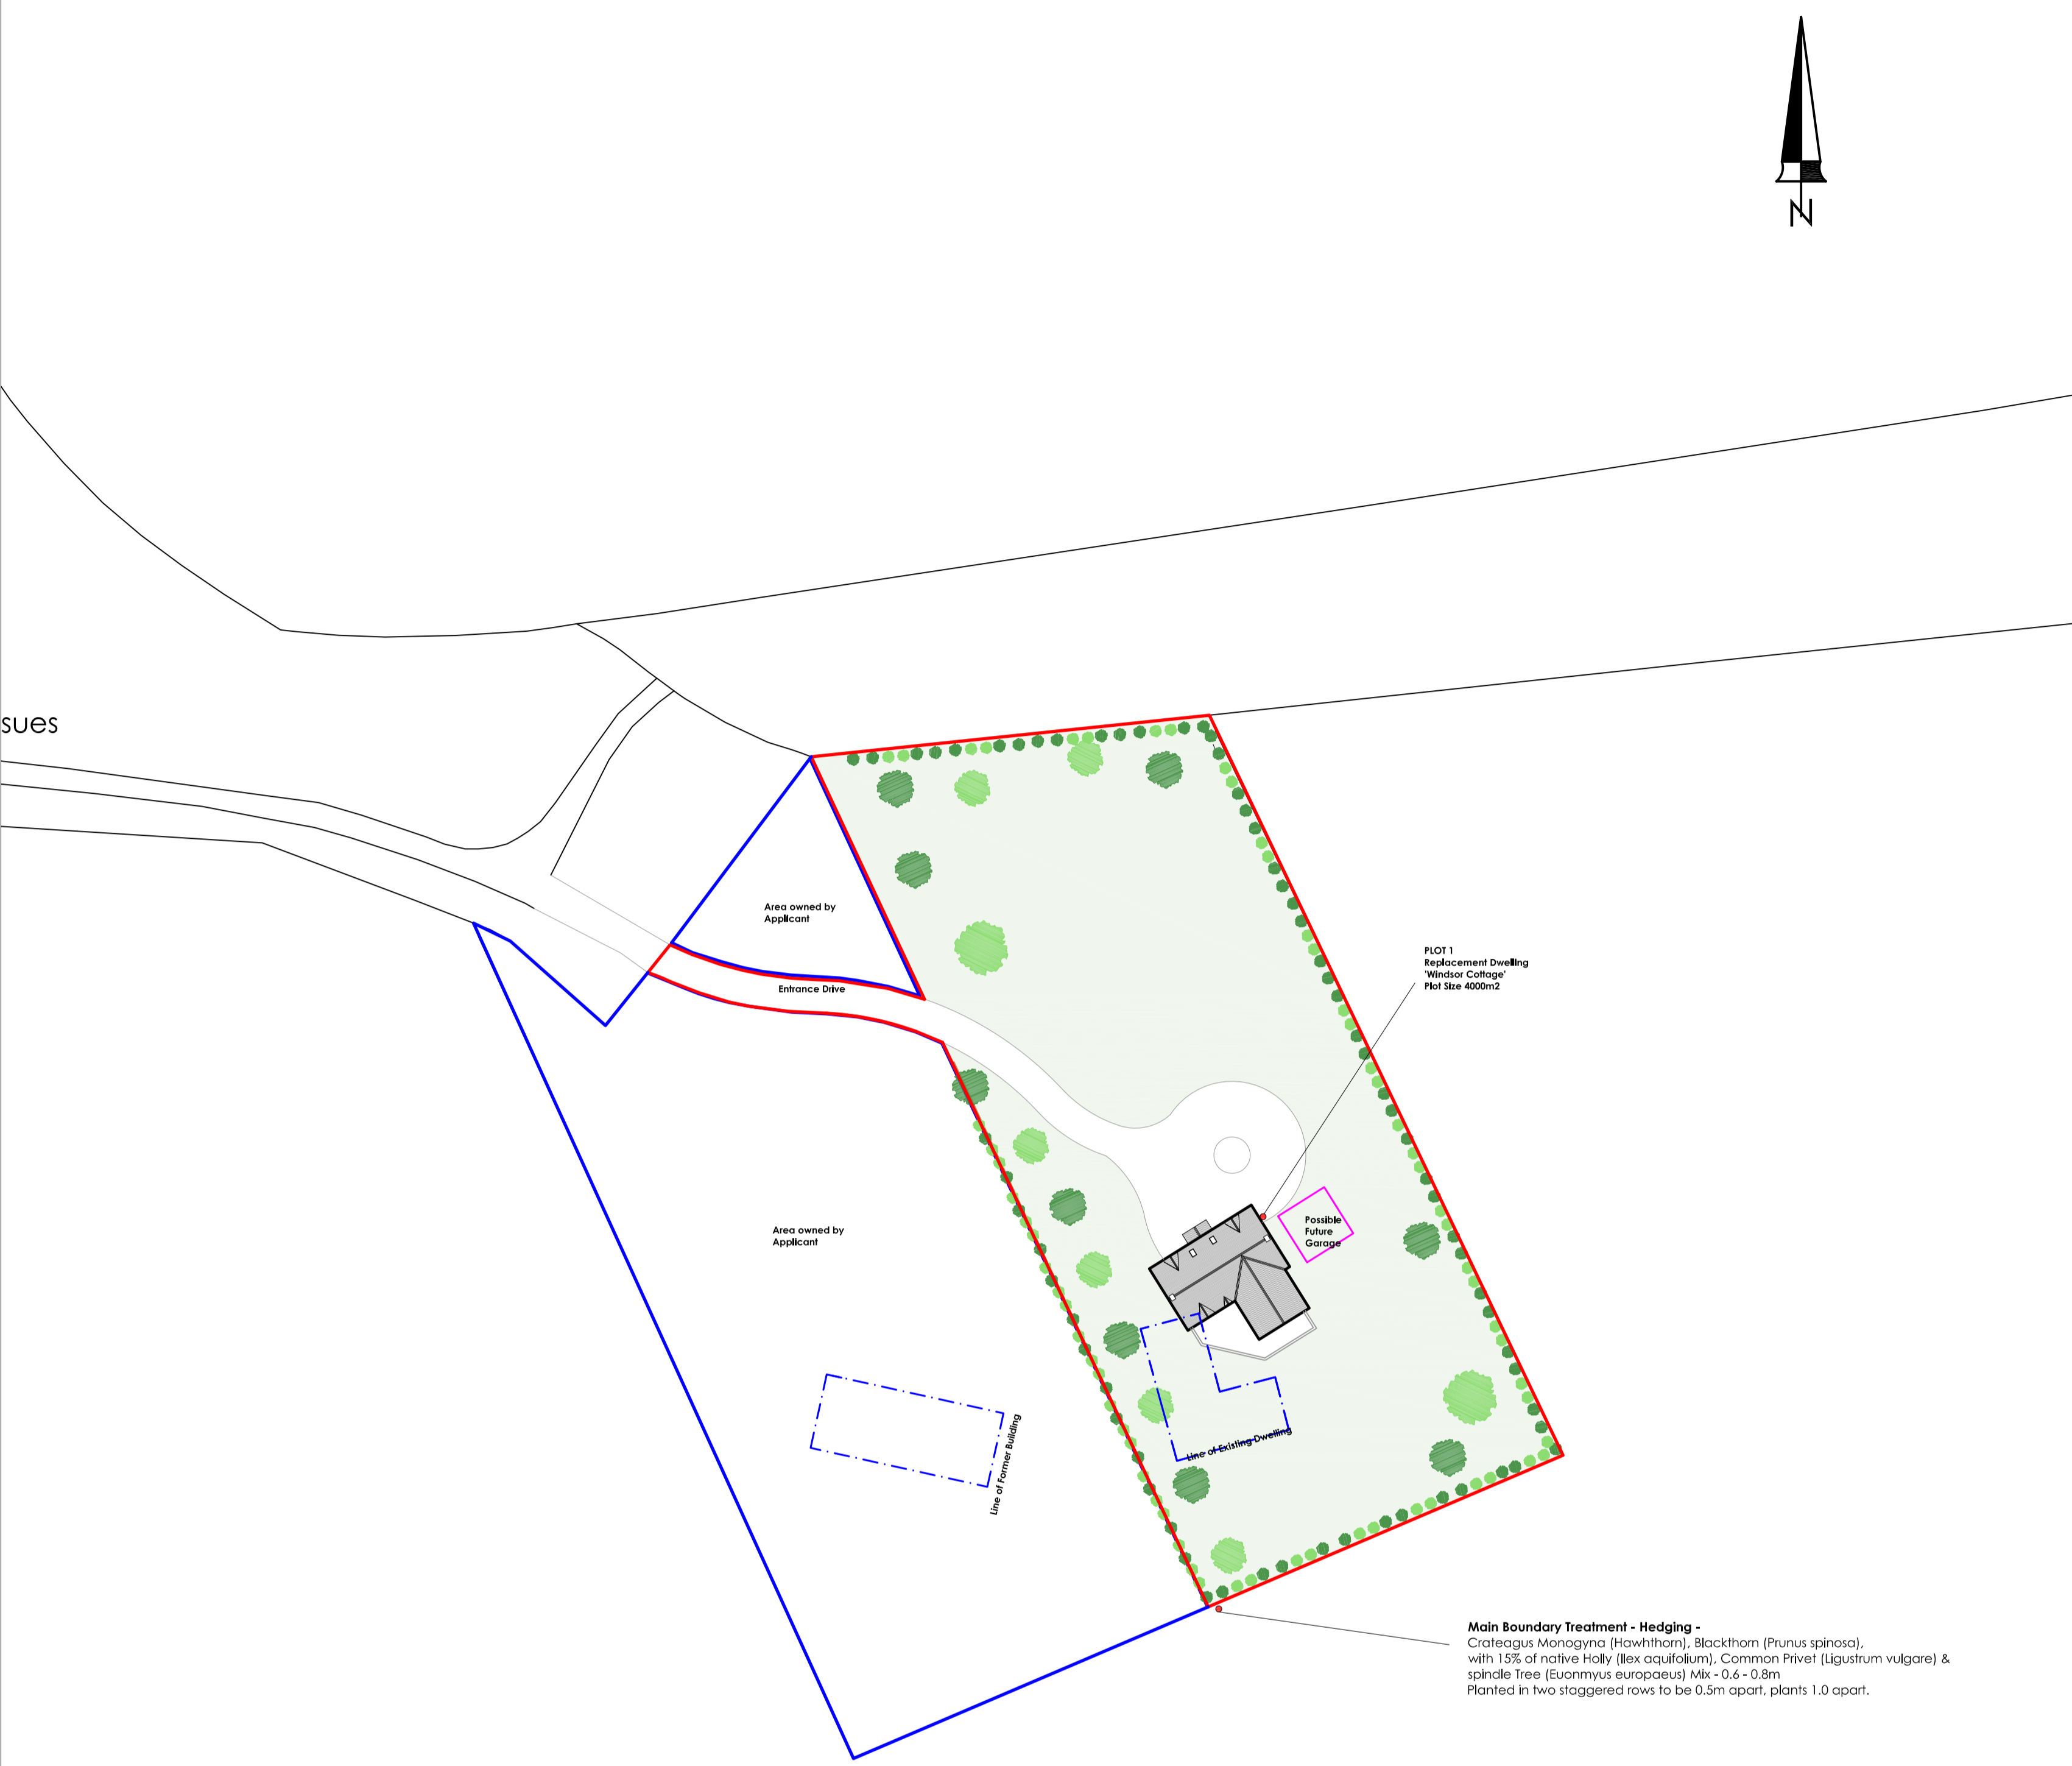 N
sues
Area owned by
Applicant
PLOT 1
Replacement Dwelling
'Windsor Cottage'
Plot Size 4000m2
Entrance Drive
Possible
Future
Garage
Area owned by
Applicant
Line of Existing Dwelling
Line of Former Building
Main Boundary Treatment - Hedging -
Crateagus Monogyna (Hawhthorn), Blackthorn (Prunus spinosa),
with 15% of native Holly (Ilex aquifolium), Common Privet (Ligustrum vulgare) &
spindle Tree (Euonmyus europaeus) Mix - 0.6 - 0.8m
Planted in two staggered rows to be 0.5m apart, plants 1.0 apart.